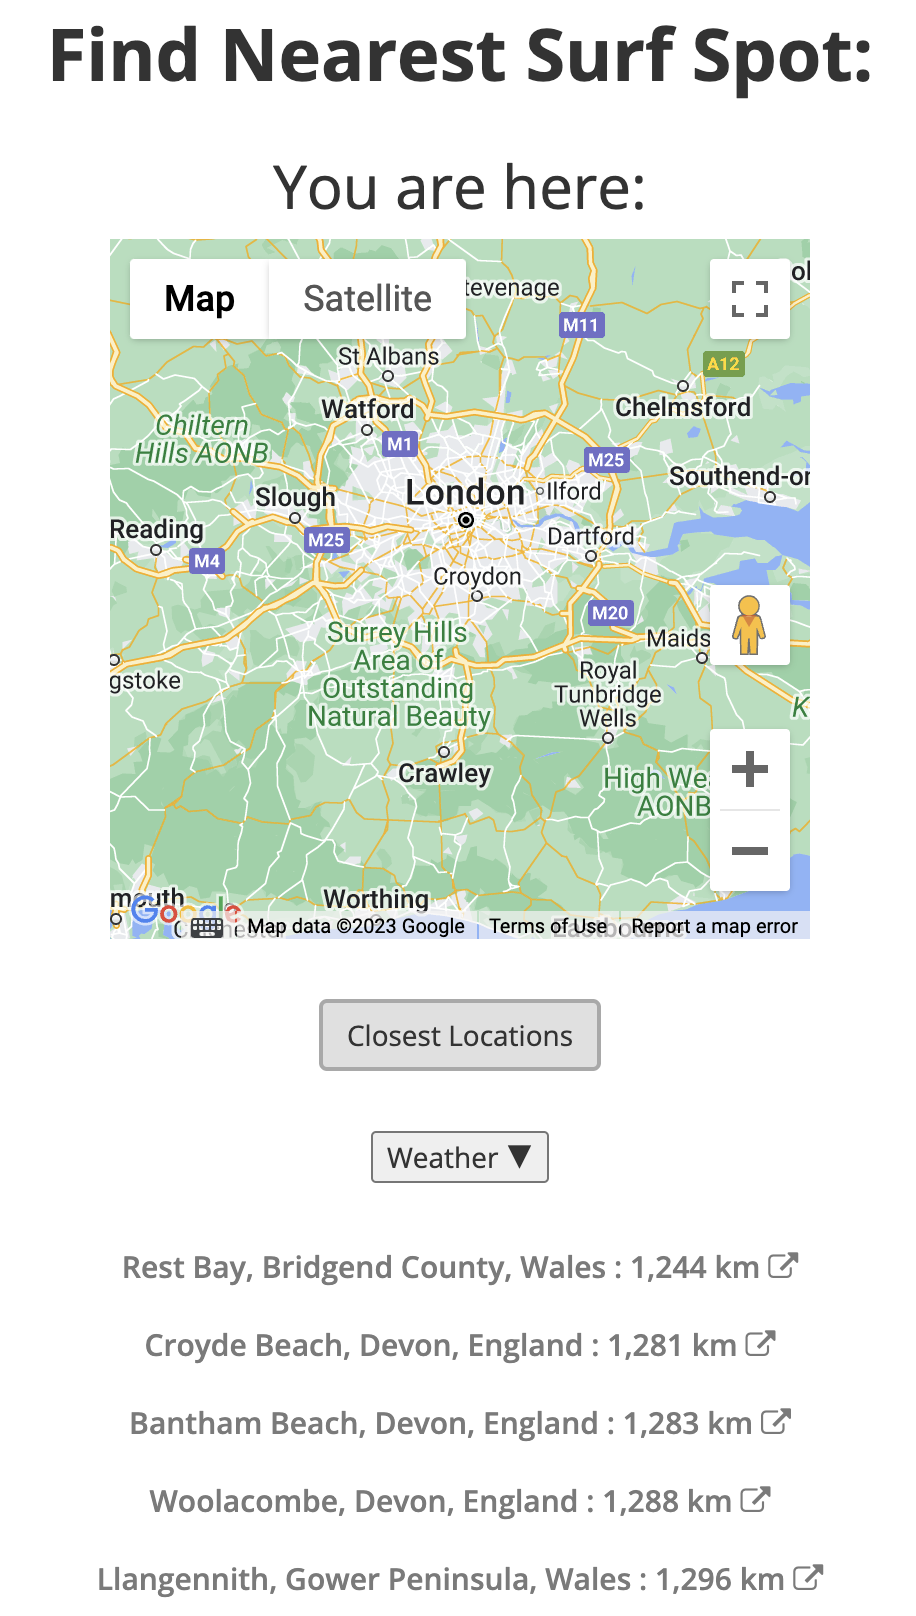 Find Nearest Surf Spot:
You are here:
Map
Satellite
tevenage
ol
M11
St Albans
A12
Watford
Chelmsford
Chiltern
Hills AONB
M1
M25
Southend-or
Slough
London
Ilford
Reading
M25
Dartford
M4
Croydon
M20
Surrey Hills
Area of
Outstanding
Natural Beauty
Maids
gstoke
Royal
Tunbridge
Wells
K
Crawley
High We
AONB
mouth
Google
Worthing
Map data ©2023 Google
Terms of Use
Report a map error
Closest Locations
Weather ▼
Rest Bay, Bridgend County, Wales : 1,244 km
Croyde Beach, Devon, England : 1,281 km
Bantham Beach, Devon, England : 1,283 km
Woolacombe, Devon, England : 1,288 km
Llangennith, Gower Peninsula, Wales : 1,296 km